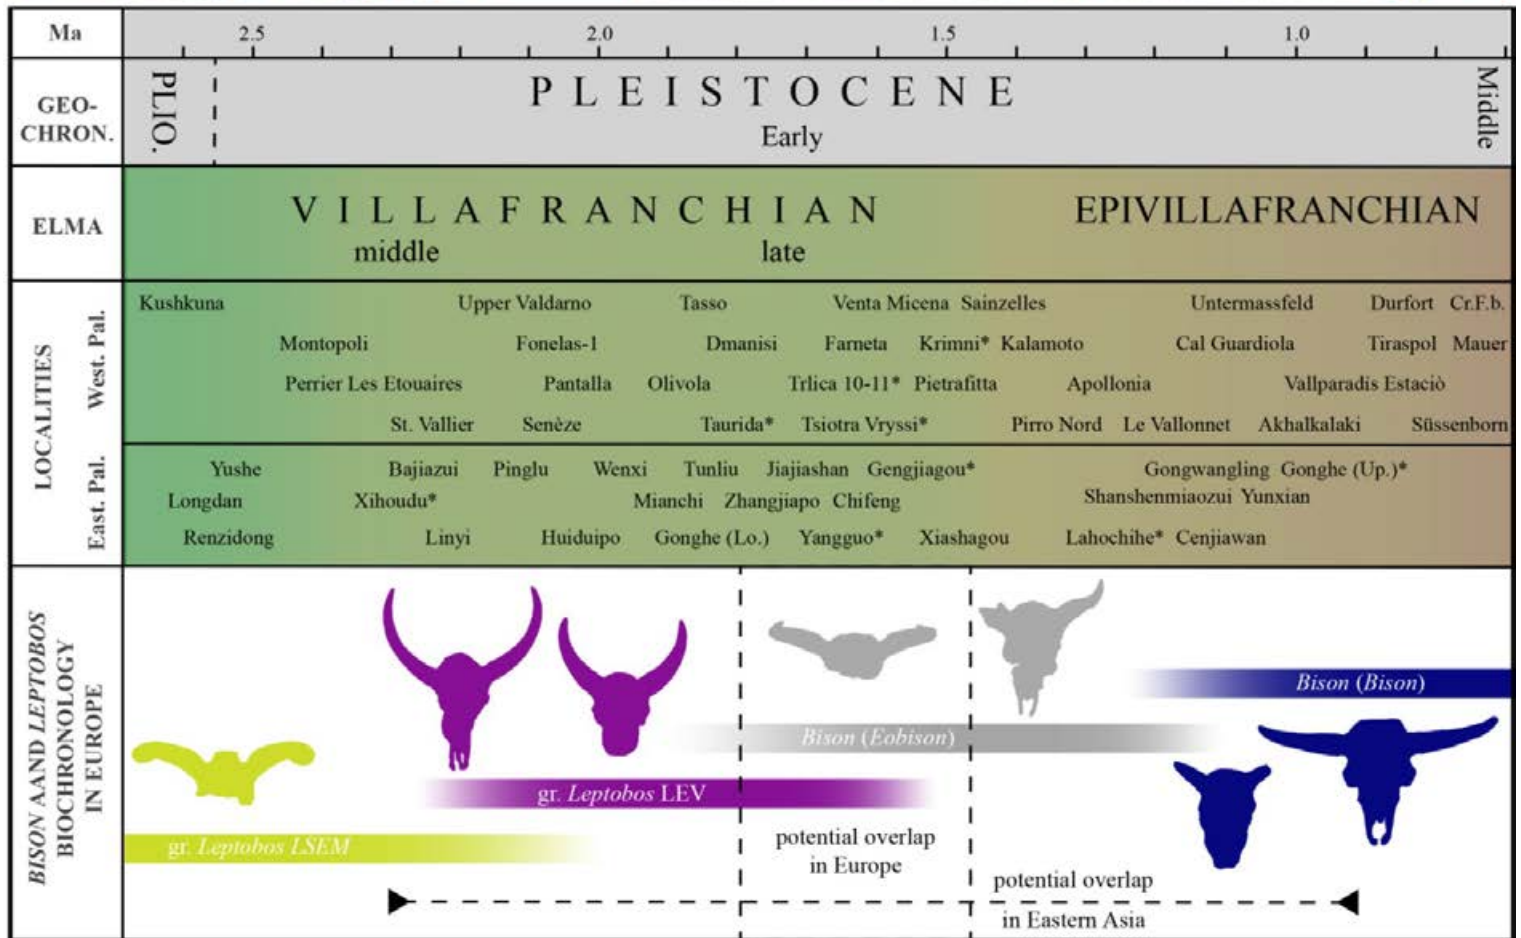 Ma 2.5 2.0 1.5 1.0
GEO-
CHRON.
PLIO.
PLEISTOCENE
Early
Middle
ELMA
VILLAFRANCHIAN
EPIVILLAFRANCHIAN
middle late
LOCALITIES
West. Pal.
Kushkuna Upper Valdarno Tasso Venta Micena Sainzelles Untermassfeld Durfort Cr.F.b.
Montopoli Fonelas-1 Dmanisi Farneta Krimni* Kalamoto Cal Guardiola Tiraspol Mauer
Perrier Les Etouaires Pantalla Olivola Trlica 10-11* Pietrafitta Apollonia Vallparadis Estaciò
St. Vallier Senèze Taurida* Tsiotra Vryssi* Pirro Nord Le Vallonnet Akhalkalaki Süssenborn
East. Pal.
Yushe Bajiazui Pinglu Wenxi Tunliu Jiajiashan Gengjiagou* Gongwangling Gonghe (Up.)*
Longdan Xihoudu* Mianchi Zhangjiapo Chifeng Shanshenmiaozui Yunxian
Renzidong Linyi Huiduipo Gonghe (Lo.) Yangguo* Xiashagou Lahochihe* Cenjiawan
BISON AAND LEPTOBOS
BIOCHRONOLOGY
IN EUROPE
Bison (Bison)
Bison (Eobison)
gr. Leptobos LEV
gr. Leptobos LSEM
potential overlap
in Europe
potential overlap
in Eastern Asia